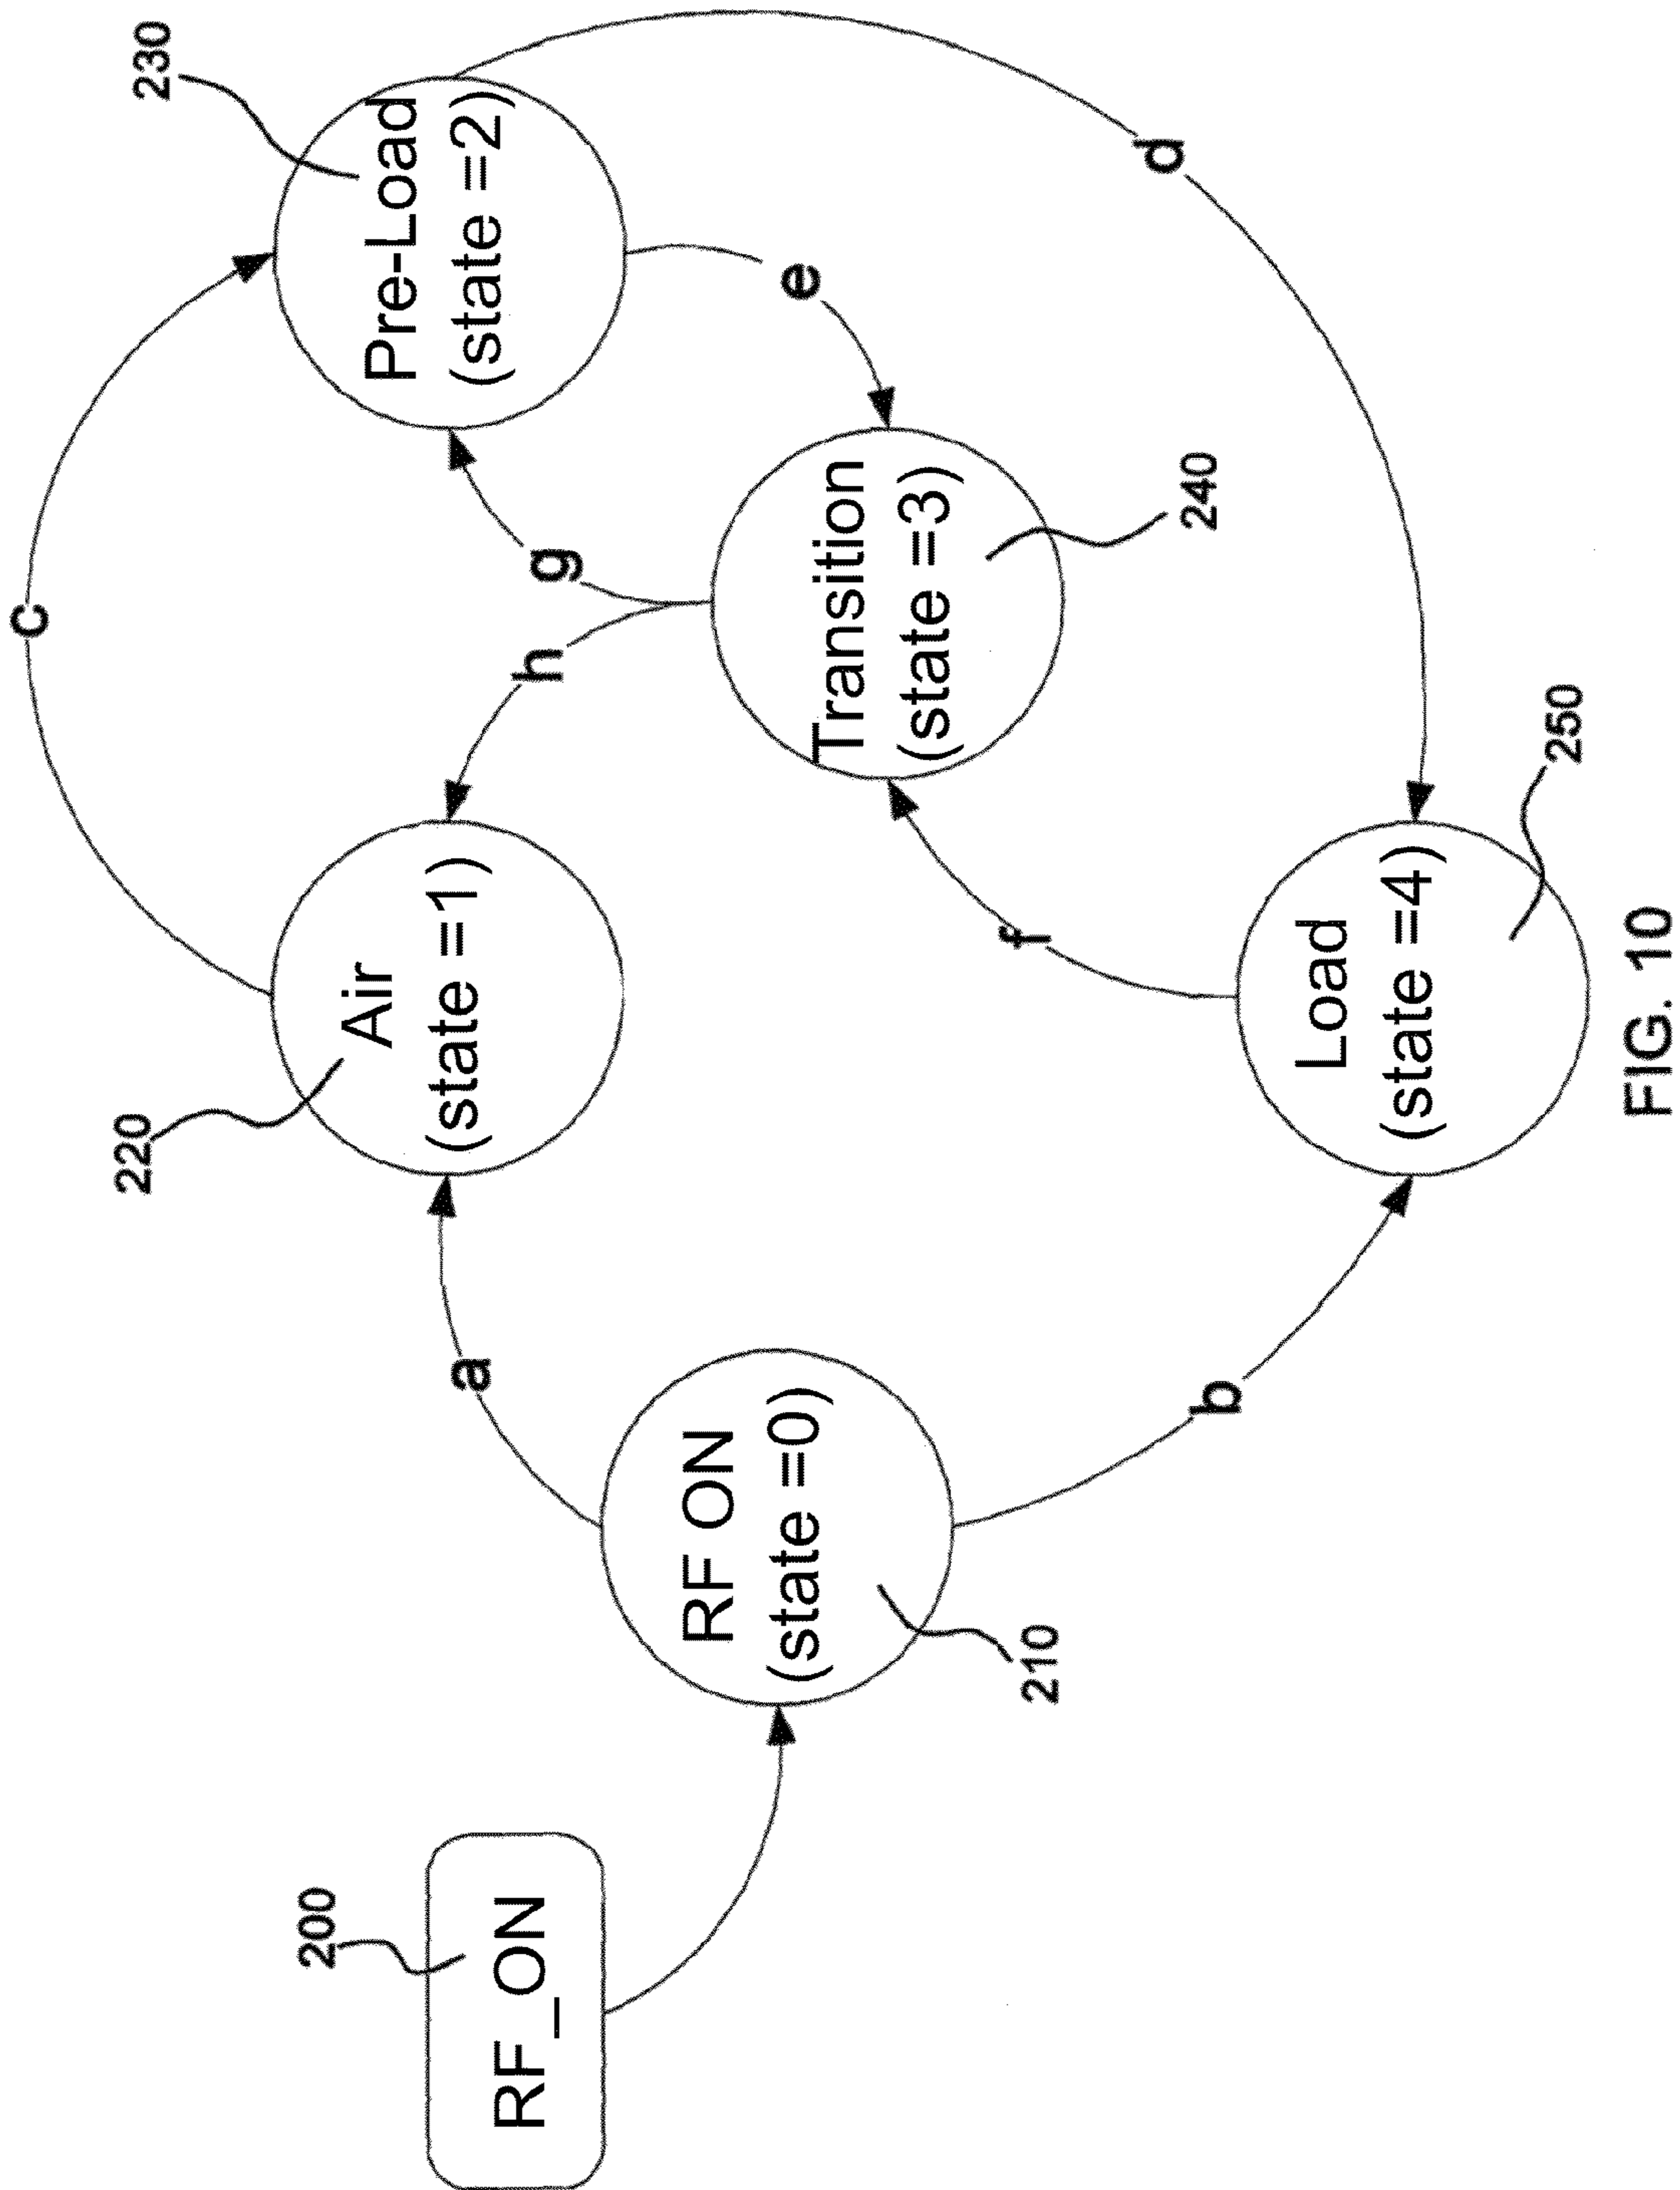 200
RF_ON
RF ON
(state =0)
210
a
b
220
Air
(state =1)
c
230
Pre-Load
(state =2)
h
g
e
Transition
(state =3)
240
f
d
Load
(state =4)
250
FIG. 10